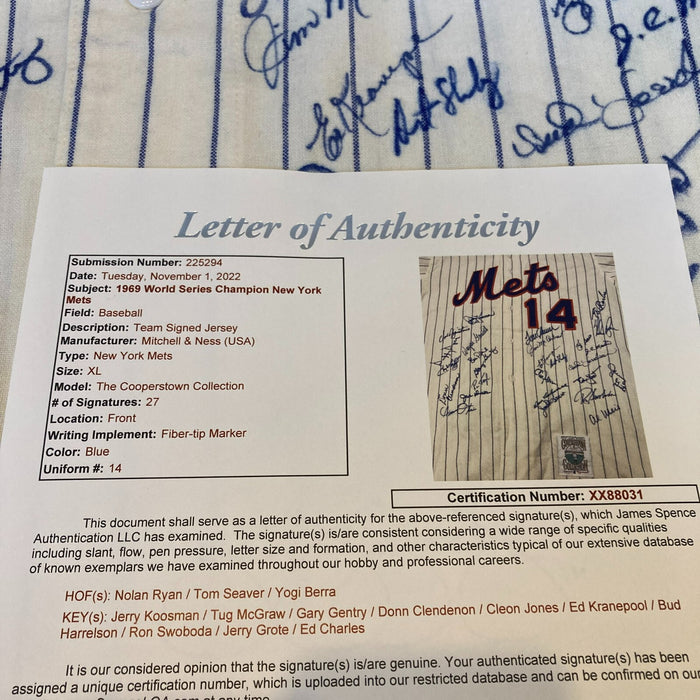 Jim M
Ed Kranepool
Art Shamsky
J.C. M
Letter of Authenticity
Submission Number: 225294
Date: Tuesday, November 1, 2022
Subject: 1969 World Series Champion New York
Mets
Field: Baseball
Description: Team Signed Jersey
Manufacturer: Mitchell & Ness (USA)
Type: New York Mets
Size: XL
Model: The Cooperstown Collection
# of Signatures: 27
Location: Front
Writing Implement: Fiber-tip Marker
Color: Blue
Uniform #: 14
Mets
14
Certification Number: XX88031
This document shall serve as a letter of authenticity for the above-referenced signature(s), which James Spence
Authentication LLC has examined. The signature(s) is/are consistent considering a wide range of specific qualities
including slant, flow, pen pressure, letter size and formation, and other characteristics typical of our extensive database
of known exemplars we have examined throughout our hobby and professional careers.
HOF(s): Nolan Ryan / Tom Seaver / Yogi Berra
KEY(s): Jerry Koosman / Tug McGraw / Gary Gentry / Donn Clendenon / Cleon Jones / Ed Kranepool / Bud
Harrelson / Ron Swoboda / Jerry Grote / Ed Charles
It is our considered opinion that the signature(s) is/are genuine. Your authenticated signature(s) has been
assigned a unique certification number, which is uploaded into our restricted database and can be confirmed on ou
at any time